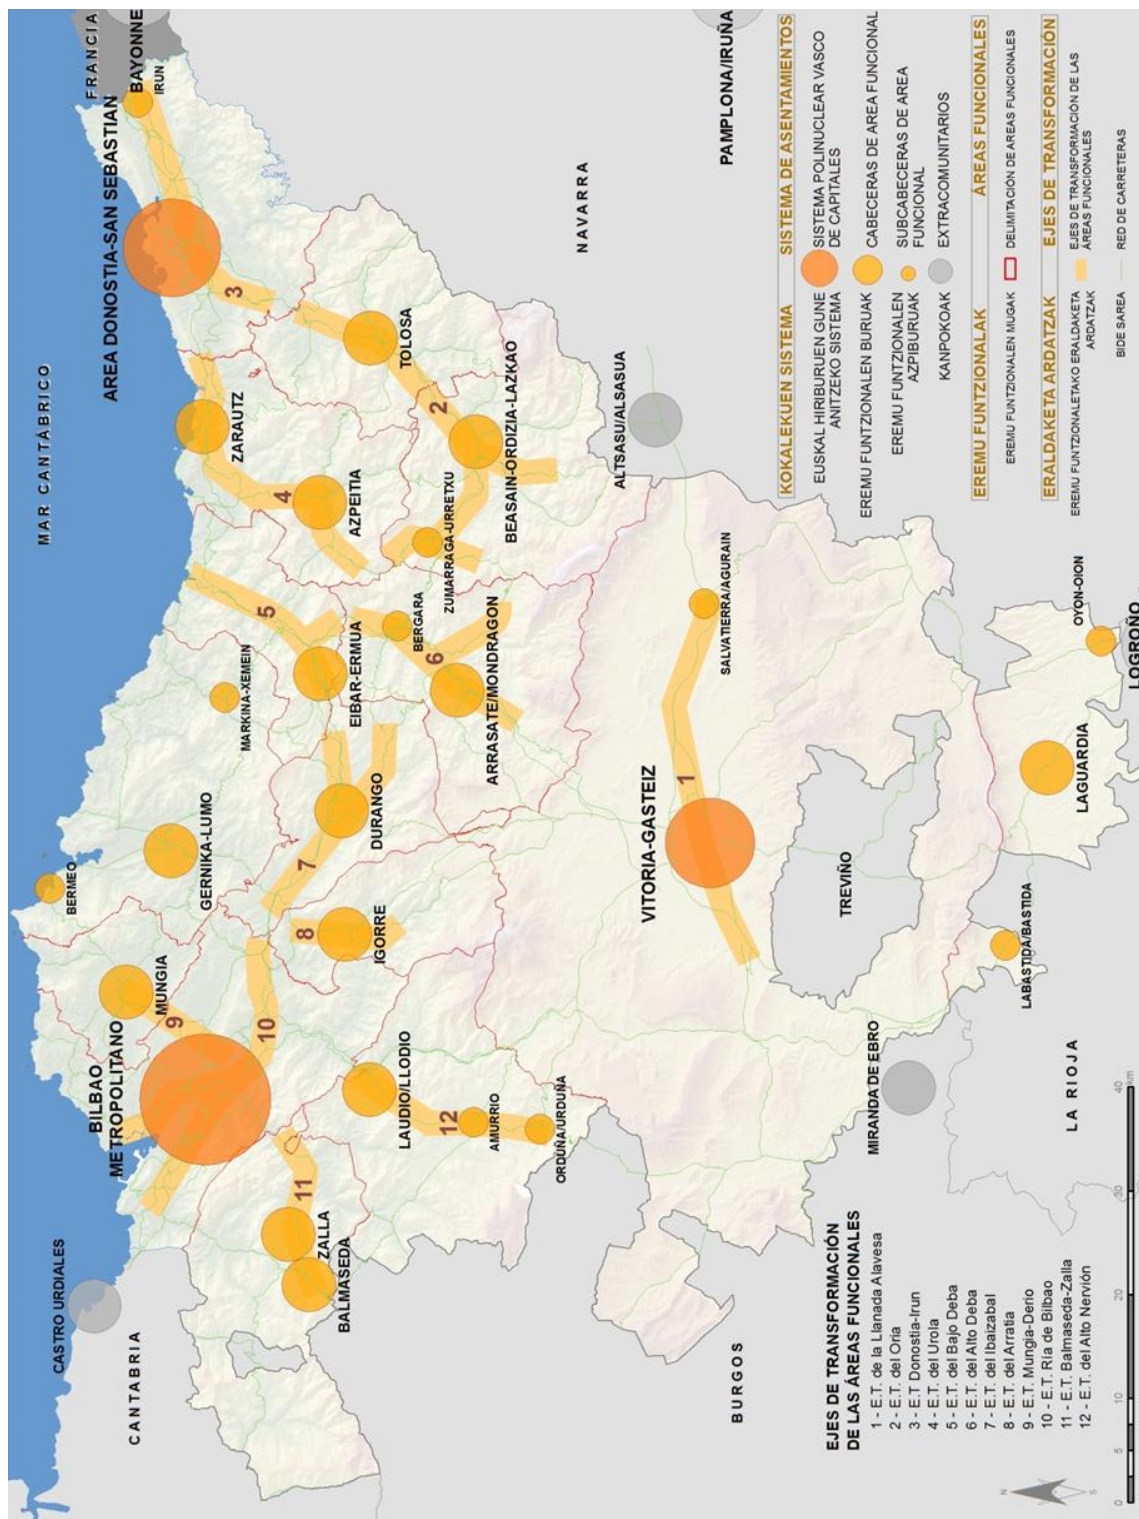 MAR CANTÁBRICO
FRANCIA
BAYONNE
IRUN
AREA DONOSTIA-SAN SEBASTIAN
CASTRO URDIALES
CANTABRIA
BILBAO
METROPOLITANO
MUNGIA
BERMEO
GERNIKA-LUMO
MARKINA-XEMEIN
ZARAUTZ
9
10
11
ZALLA
BALMASEDA
8
IGORRE
7
DURANGO
5
EIBAR-ERMUA
4
AZPEITIA
3
TOLOSA
2
BEASAIN-ORDIZIA-LAZKAO
ZUMARRAGA-URRETXU
BERGARA
6
ARRASATE/MONDRAGON
LAUDIO/LLODIO
12
AMURRIO
ORDUÑA/URDUÑA
NAVARRA
PAMPLONA/IRUÑA
ALTSASU/ALSASUA
VITORIA-GASTEIZ
1
SALVATIERRA/AGURAIN
TREVIÑO
MIRANDA DE EBRO
BURGOS
LABASTIDA/BASTIDA
LAGUARDIA
OYON-OION
LOGROÑO
LA RIOJA
EJES DE TRANSFORMACIÓN
DE LAS ÁREAS FUNCIONALES
1 - E.T. de la Llanada Alavesa
2 - E.T. del Oria
3 - E.T Donostia-Irun
4 - E.T. del Urola
5 - E.T. del Bajo Deba
6 - E.T. del Alto Deba
7 - E.T. del Ibaizabal
8 - E.T. del Arratia
9 - E.T. Mungia-Derio
10 - E.T. Ría de Bilbao
11 - E.T. Balmaseda-Zalla
12 - E.T. del Alto Nervión
N
S
0 5 10 20 30 40
km
KOKALEKUEN SISTEMA SISTEMA DE ASENTAMIENTOS
EUSKAL HIRIBURUEN GUNE SISTEMA POLINUCLEAR VASCO
ANITZEKO SISTEMA DE CAPITALES
EREMU FUNTZIONALEN BURUAK CABECERAS DE AREA FUNCIONAL
EREMU FUNTZIONALEN SUBCABECERAS DE AREA
AZPIBURUAK FUNCIONAL
KANPOKOAK EXTRACOMUNITARIOS
EREMU FUNTZIONALAK ÁREAS FUNCIONALES
EREMU FUNTZIONALEN MUGAK DELIMITACIÓN DE AREAS FUNCIONALES
ERALDAKETA ARDATZAK EJES DE TRANSFORMACIÓN
EREMU FUNTZIONALETAKO ERALDAKETA EJES DE TRANSFORMACIÓN DE LAS
ARDATZAK ÁREAS FUNCIONALES
BIDE SAREA RED DE CARRETERAS